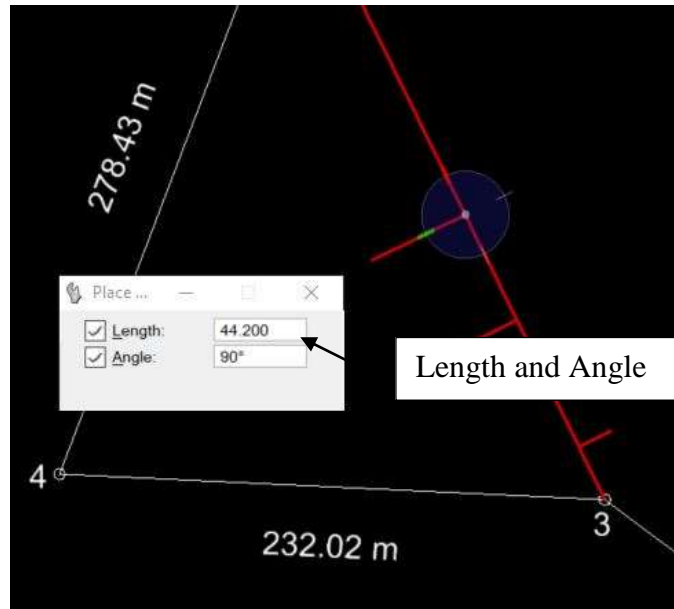 278.43 m
Place ...
Length: 44.200
Angle: 90°
Length and Angle
4
3
232.02 m